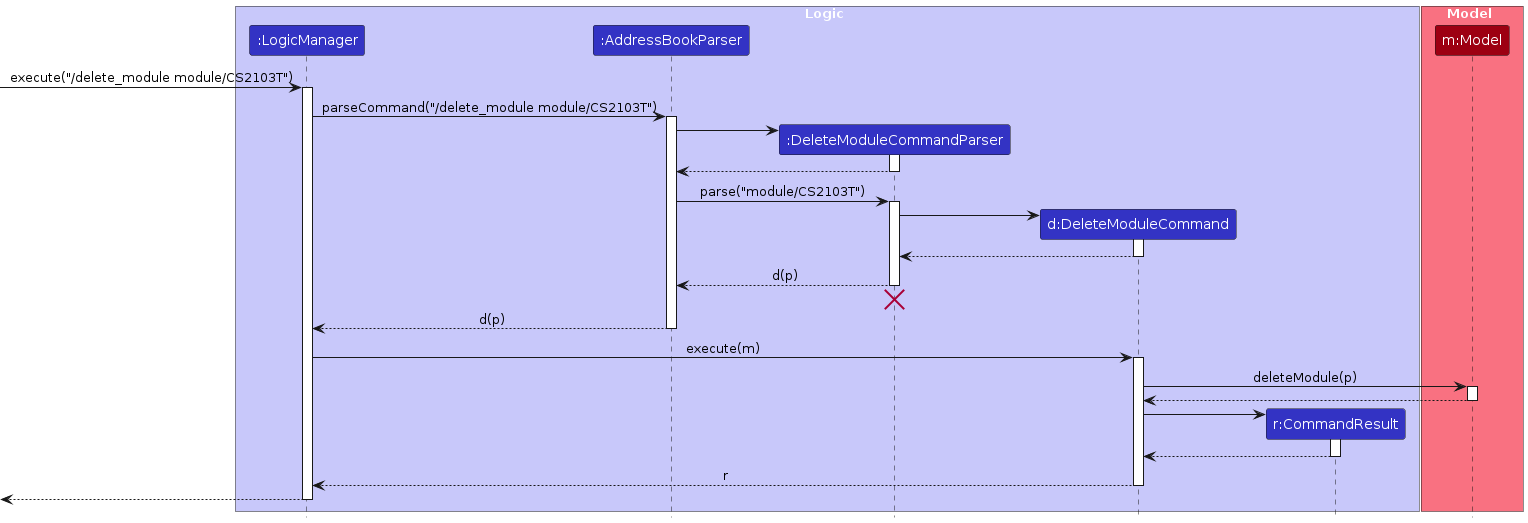 Logic
Model
:LogicManager
:AddressBookParser
m:Model
execute("/delete_module module/CS2103T")
parseCommand("/delete_module module/CS2103T")
:DeleteModuleCommandParser
parse("module/CS2103T")
d:DeleteModuleCommand
d(p)
d(p)
execute(m)
deleteModule(p)
r:CommandResult
r